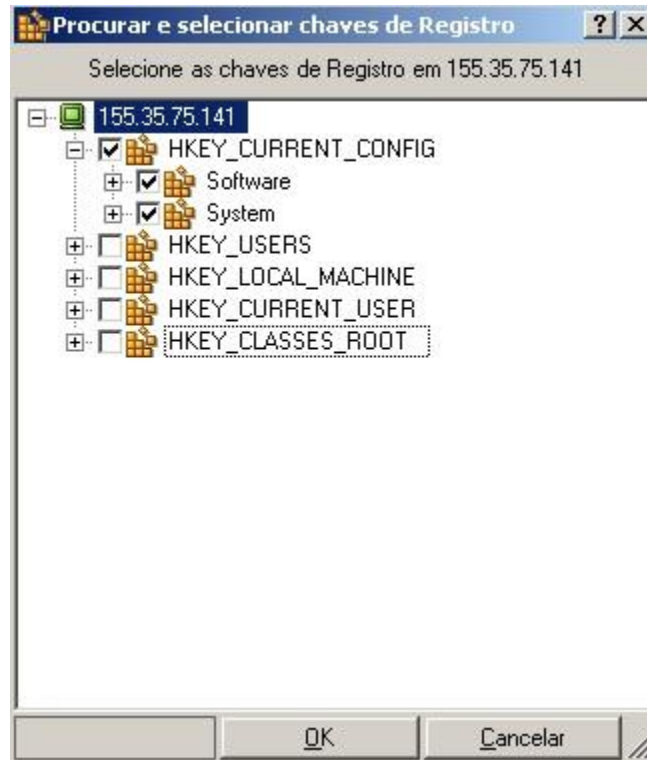 Procurar e selecionar chaves de Registro
Selecione as chaves de Registro em 155.35.75.141
155.35.75.141
HKEY_CURRENT_CONFIG
Software
System
HKEY_USERS
HKEY_LOCAL_MACHINE
HKEY_CURRENT_USER
HKEY_CLASSES_ROOT
OK Cancelar